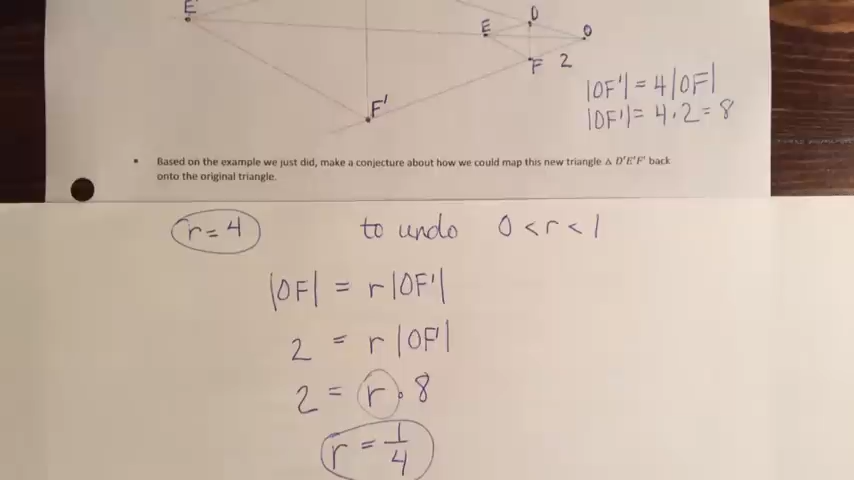 E'
D
E
O
F
2
F'
|OF'| = 4|OF|
|OF'| = 4 · 2 = 8
• Based on the example we just did, make a conjecture about how we could map this new triangle △ D'E'F' back
onto the original triangle.
r = 4
to undo 0 < r < 1
|OF| = r|OF'|
2 = r|OF'|
2 = r · 8
r = 1/4